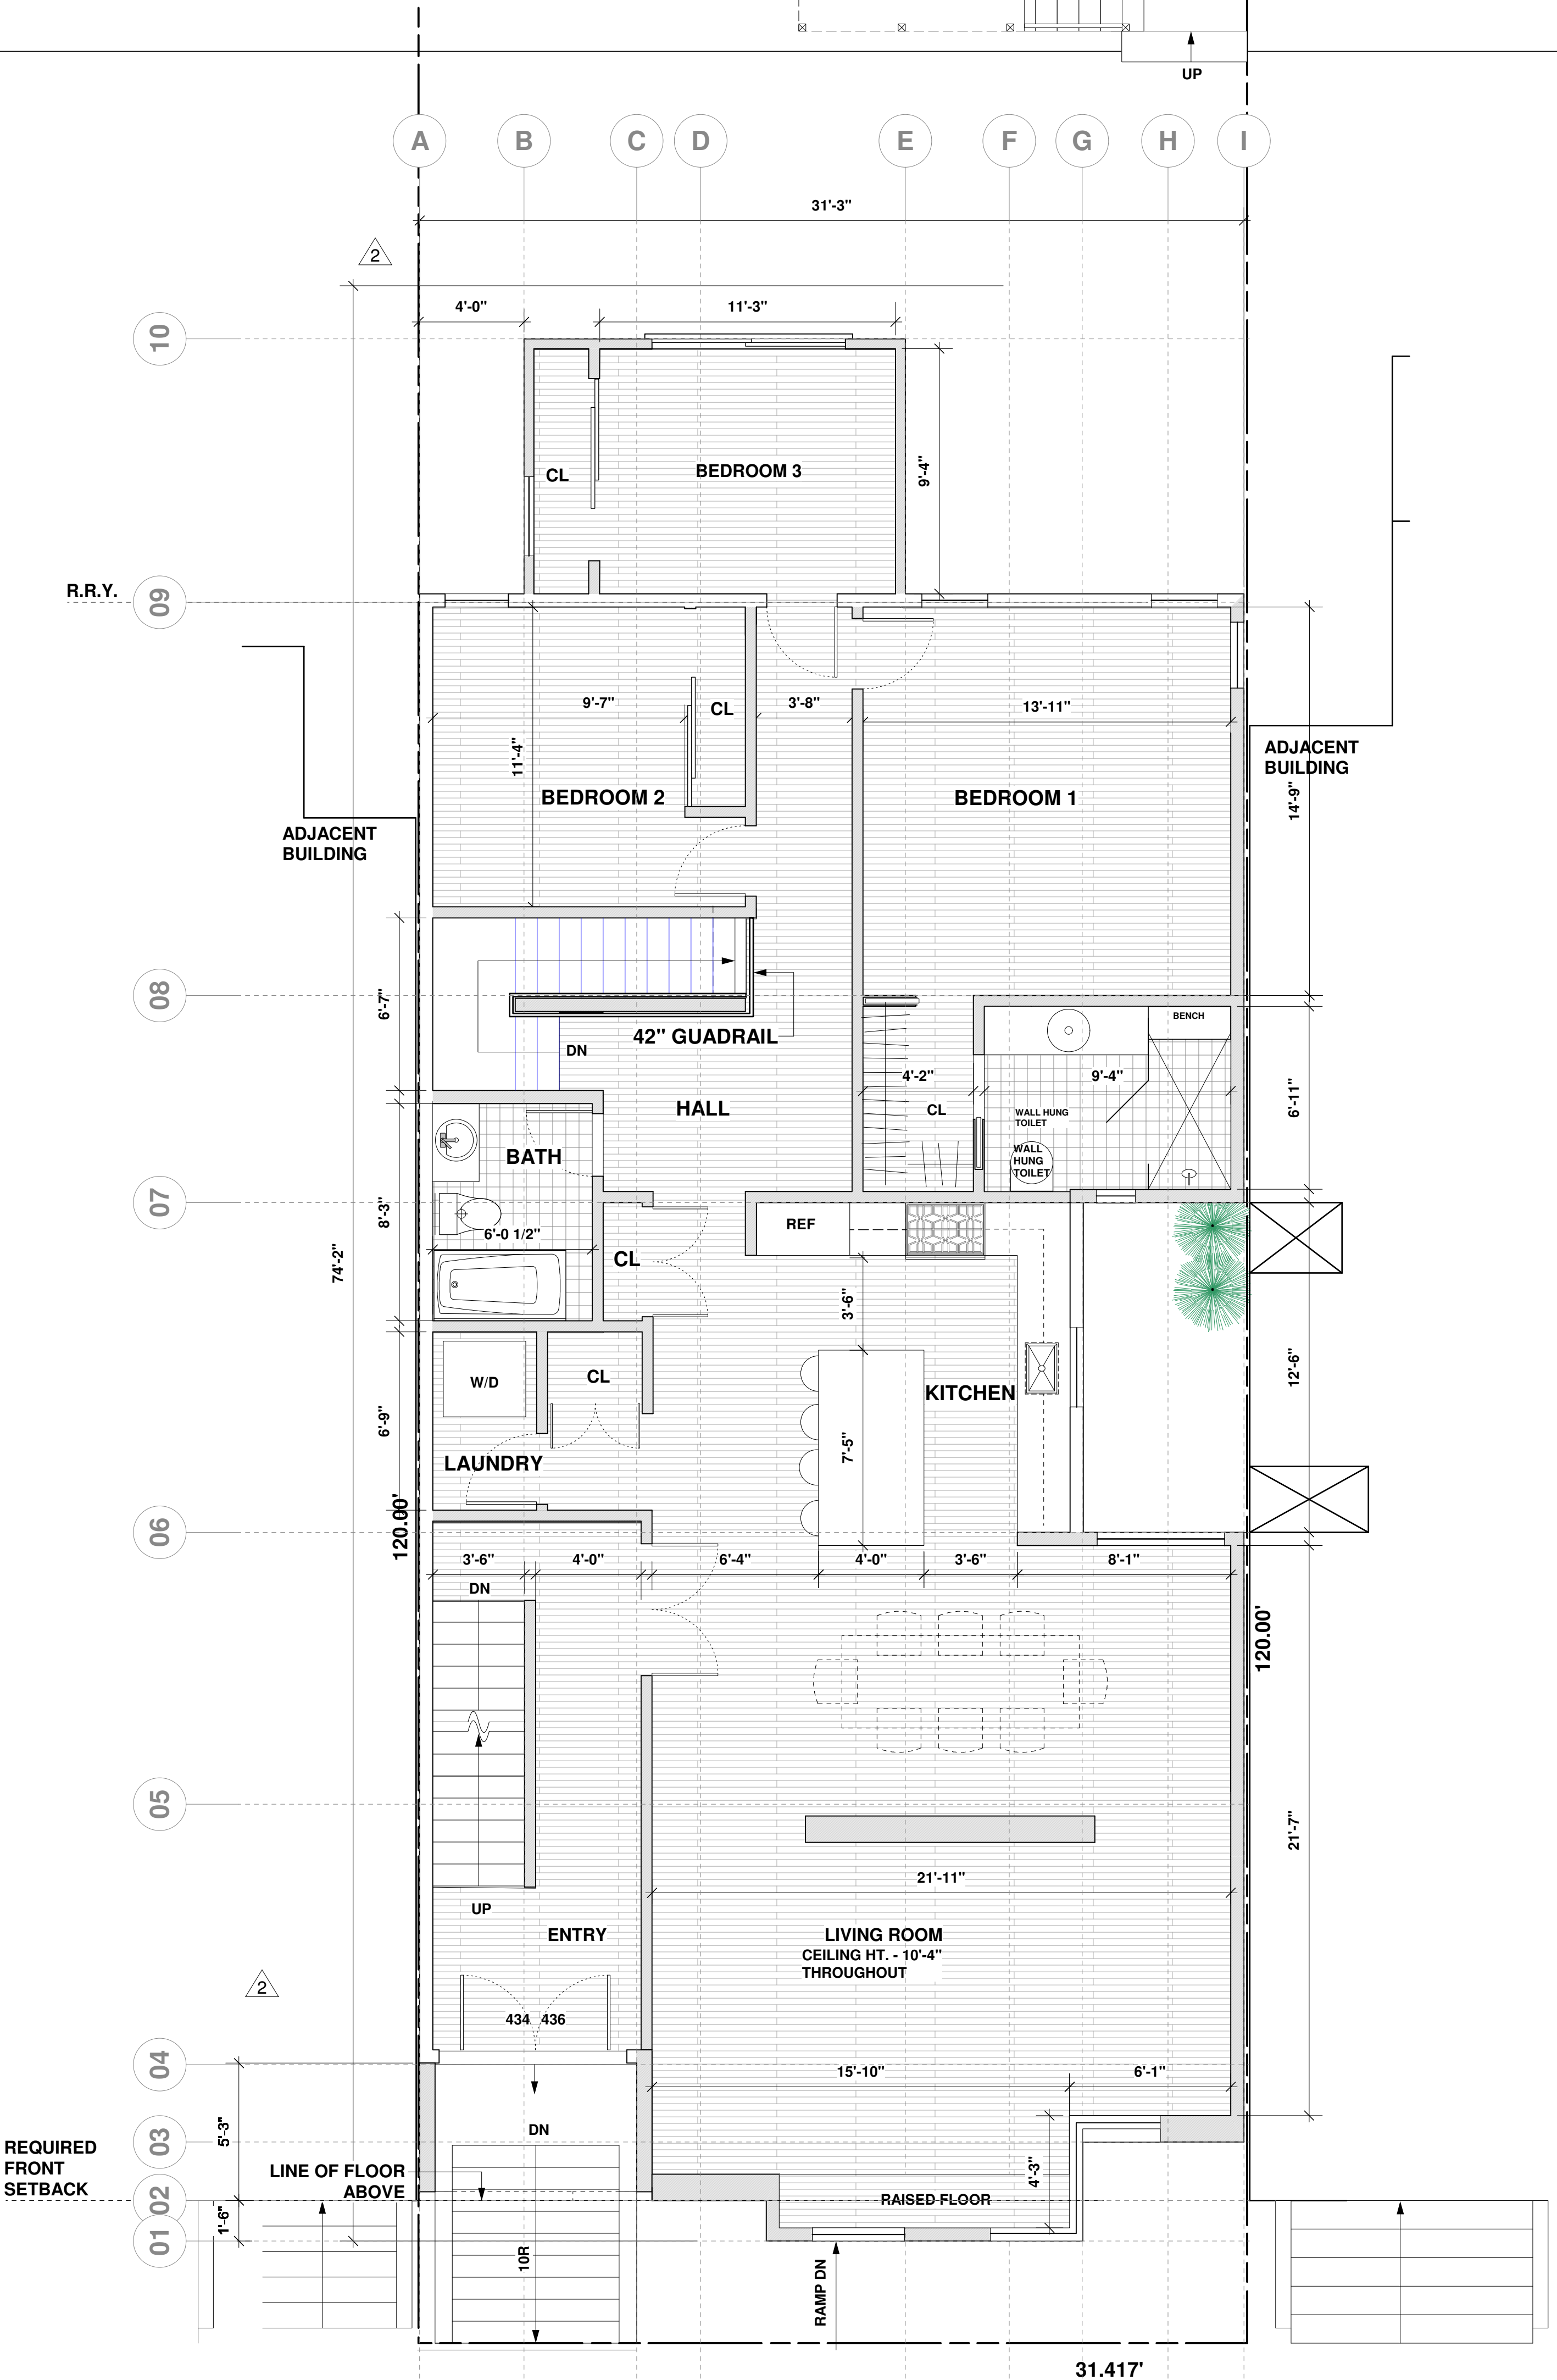 UP
A B C D E F G H I
31'-3"
2
4'-0"
11'-3"
10
CL
BEDROOM 3
9'-4"
R.R.Y.
09
9'-7"
CL
3'-8"
13'-11"
11'-4"
ADJACENT
BUILDING
BEDROOM 2
BEDROOM 1
14'-9"
ADJACENT
BUILDING
08
6'-7"
BENCH
42" GUADRAIL
DN
4'-2"
9'-4"
HALL
CL
WALL HUNG
TOILET
6'-11"
BATH
WALL
HUNG
TOILET
07
8'-3"
6'-0 1/2"
REF
CL
74'-2"
3'-6"
12'-6"
W/D
CL
KITCHEN
6'-9"
7'-5"
LAUNDRY
120.00'
06
3'-6"
4'-0"
6'-4"
4'-0"
3'-6"
8'-1"
DN
120.00'
05
21'-7"
21'-11"
UP
ENTRY
LIVING ROOM
CEILING HT. - 10'-4"
THROUGHOUT
2
434 436
04
15'-10"
6'-1"
5'-3"
DN
03
REQUIRED
FRONT
SETBACK
LINE OF FLOOR
ABOVE
4'-3"
02
RAISED FLOOR
1'-6"
01
10R
RAMP DN
31.417'